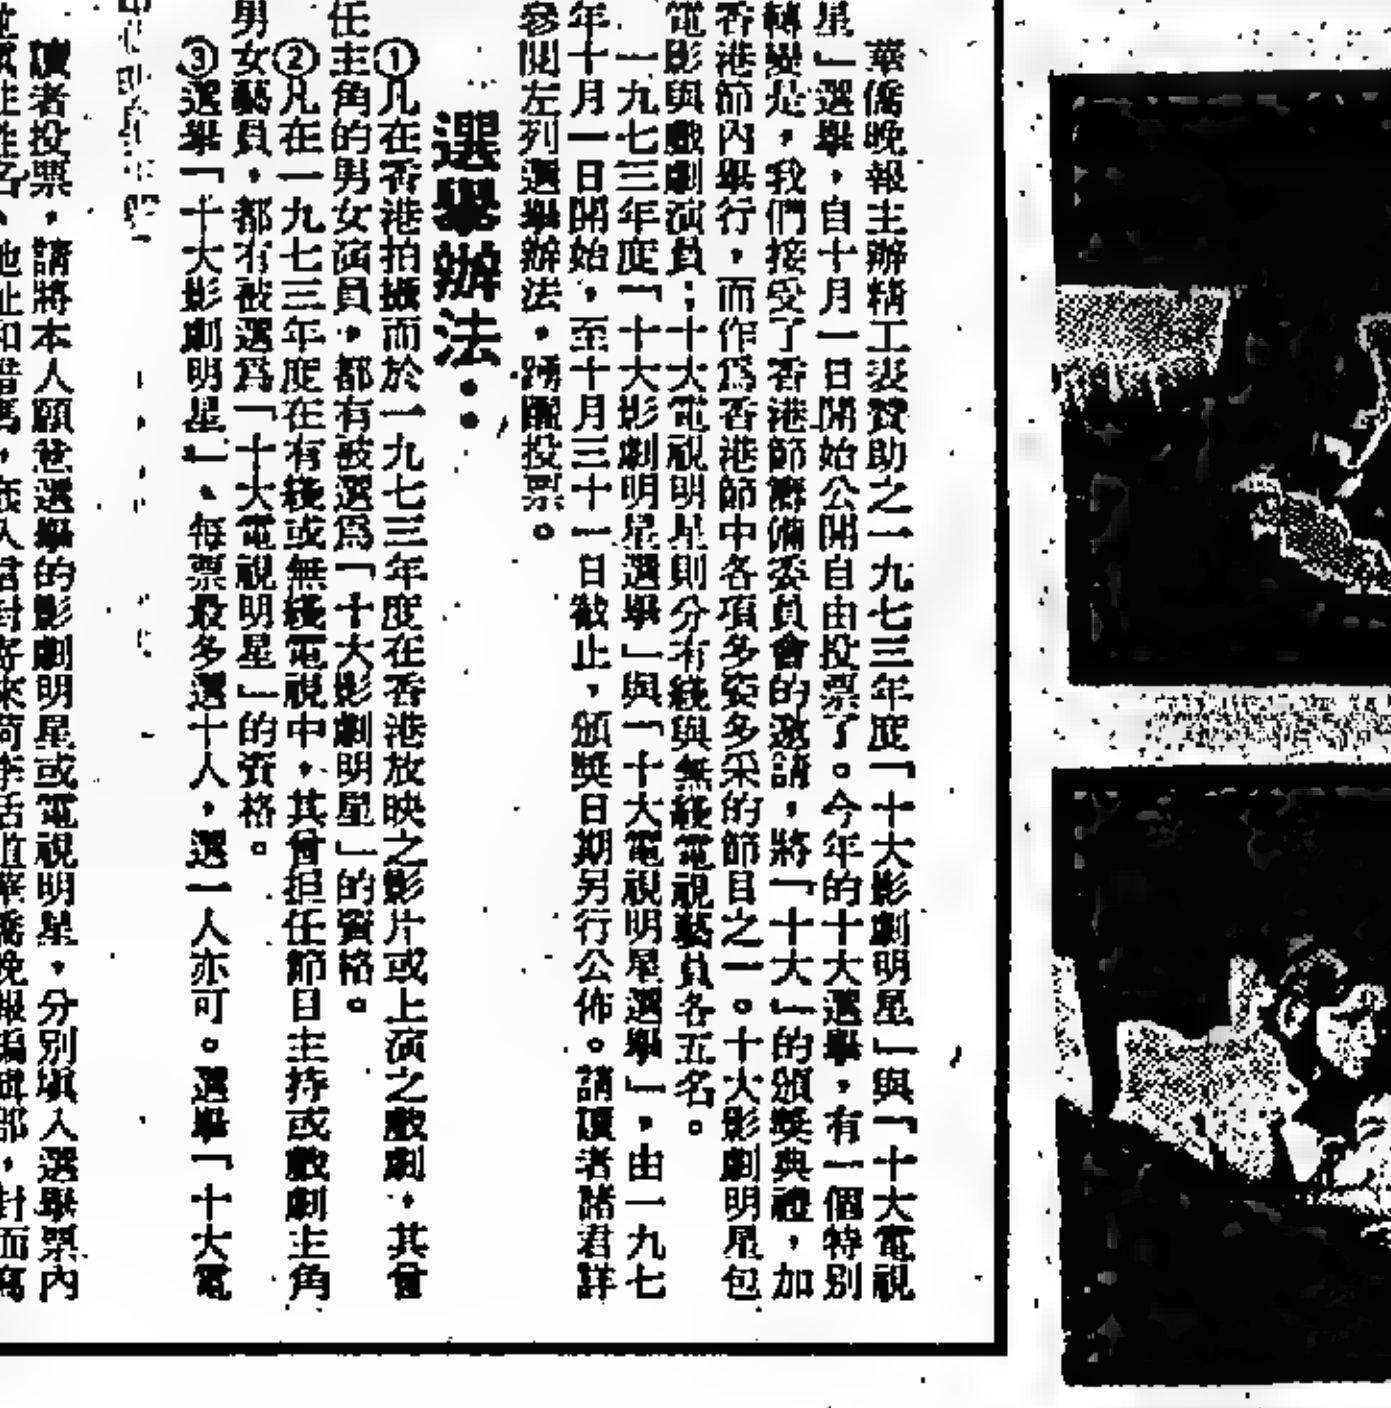 華僑晚報主辦精工表贊助之一九七三年度「十大影劇明星」與「十大電視
星」選舉,自十月一日開始公開自由投票了。今年的十大選舉,有一個特別
轉變是,我們接受了香港節籌備委員會的邀請,將「十大」的頒獎典禮,加
香港節內舉行,而作爲香港節中各項多姿多采的節目之一。十大影劇明星包
電影與戲劇演員;十大電視明星則分有綫與無綫電視藝員各五名。
一九七三年度「十大影劇明星選舉」與「十大電視明星選舉」,由一九七
年十月一日開始,至十月三十一日截止,頒獎日期另行公佈。請讀者諸君詳
參閱左列選舉辦法,踴躍投票。
選舉辦法:
①凡在香港拍攝而於一九七三年度在香港放映之影片或上演之戲劇,其曾
任主角的男女演員,都有被選爲「十大影劇明星」的資格。
②凡在一九七三年度在有綫或無綫電視中,其曾担任節目主持或戲劇主角
男女藝員,都有被選爲「十大電視明星」的資格。
③選舉「十大影劇明星」、每票最多選十人,選一人亦可。選舉「十大電
讀者投票,請將本人願意選舉的影劇明星或電視明星,分別填入選舉票內